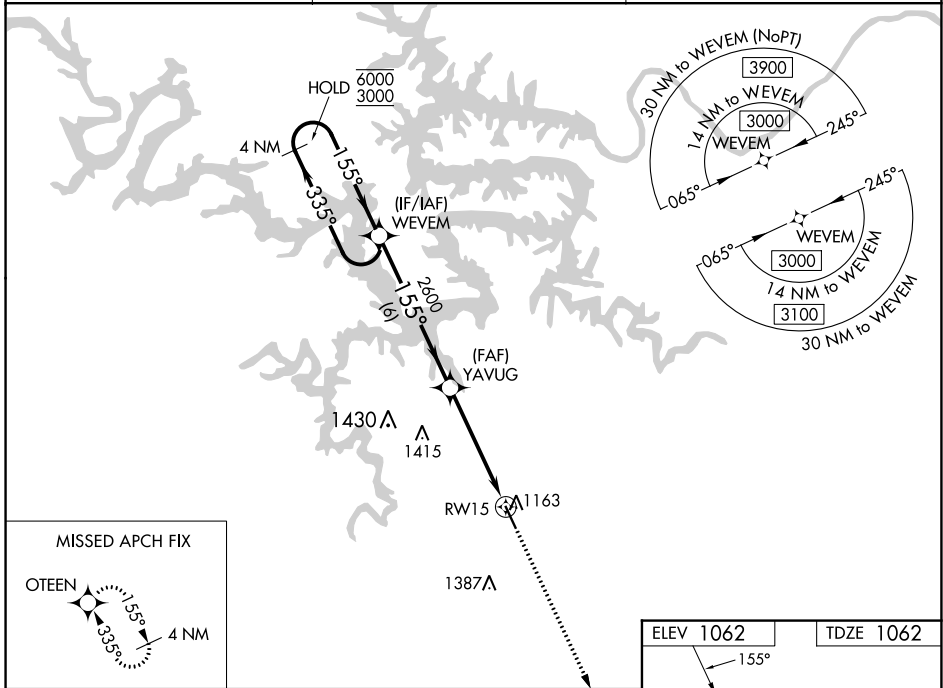 HOLD 6000
3000
4 NM
155°
335°
(IF/IAF)
WEVEM
2600
155°
(6)
(FAF)
YAVUG
1430
1415
RW15
1163
1387
30 NM to WEVEM (NoPT)
3900
14 NM to WEVEM
3000
WEVEM
245°
065°
245°
065°
WEVEM
3000
14 NM to WEVEM
3100
30 NM to WEVEM
MISSED APCH FIX
OTEEN
155°
335°
4 NM
ELEV 1062
TDZE 1062
155°